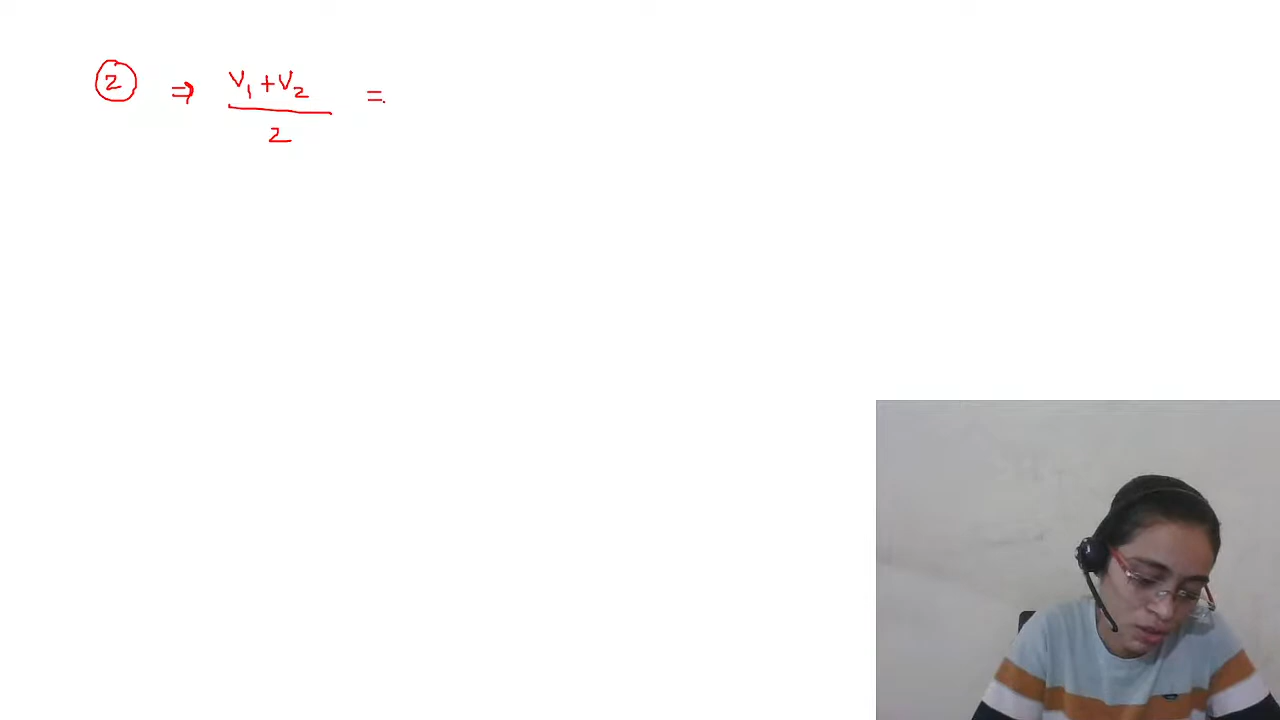 ② ⇒ V₁+V₂ =
2